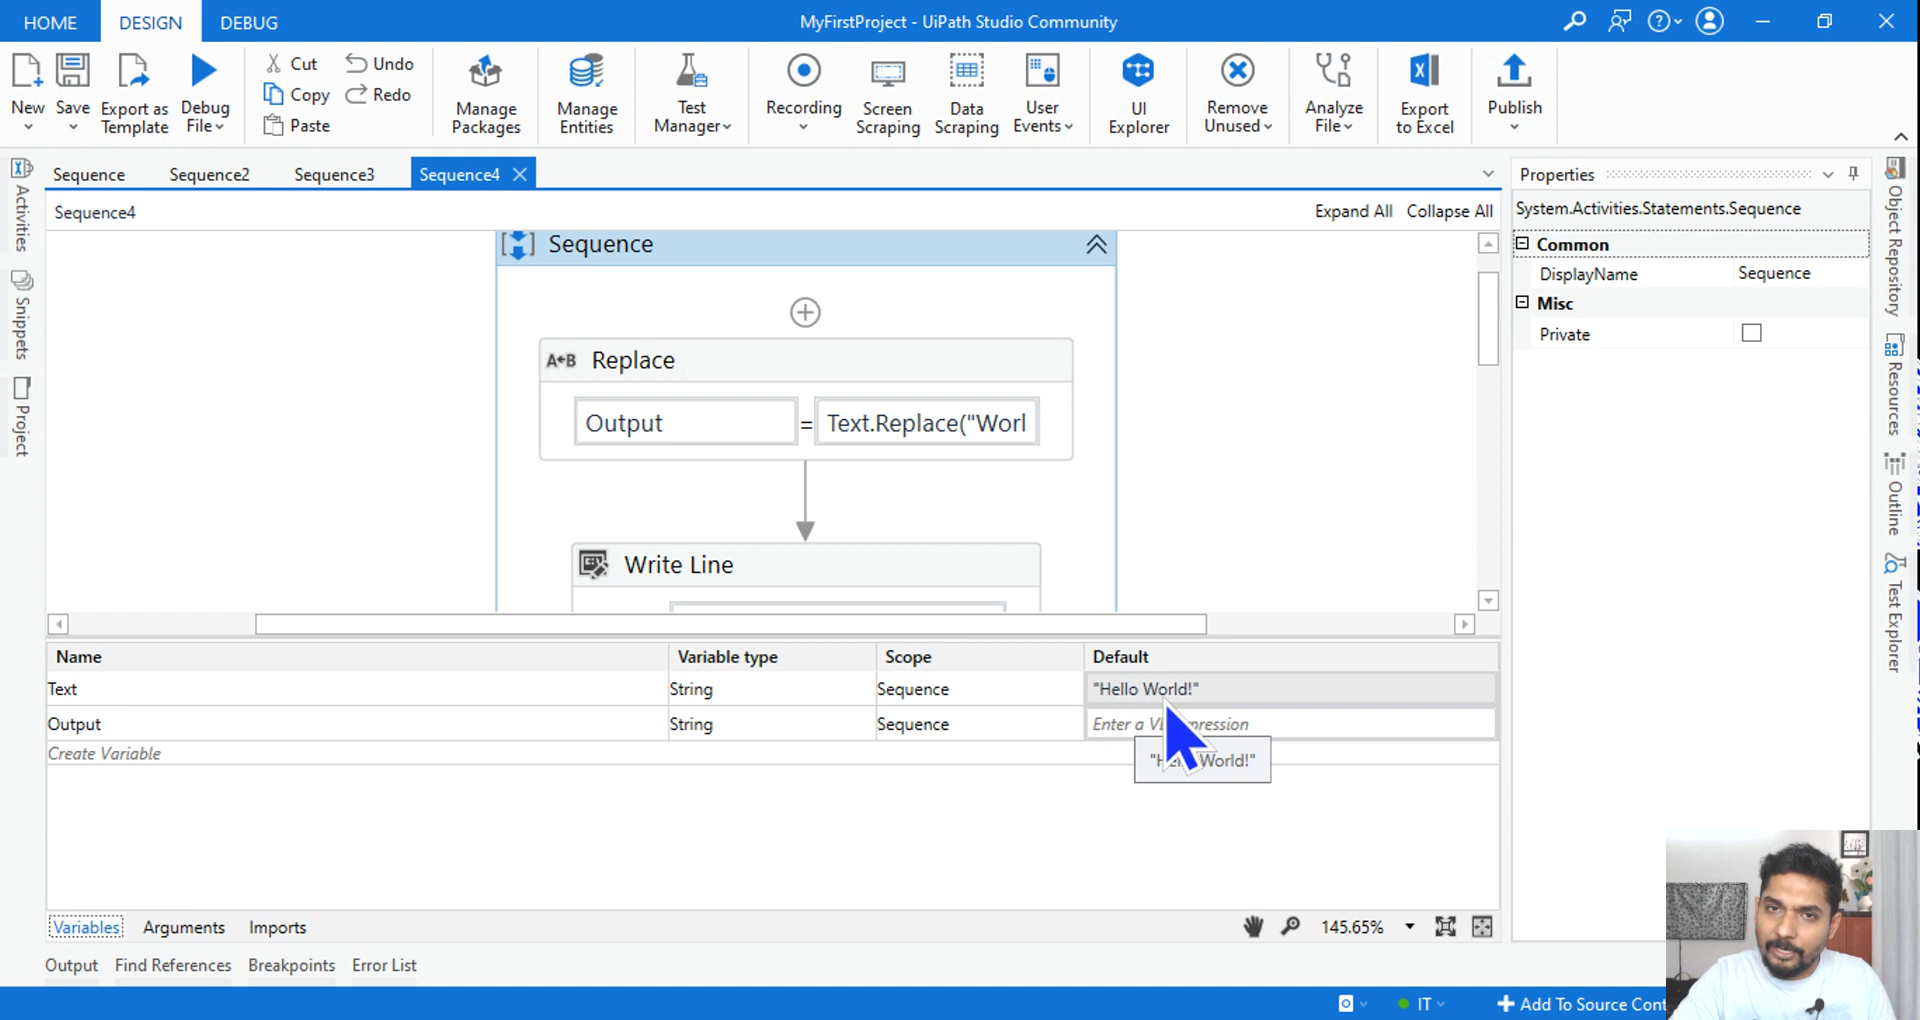 HOME DESIGN DEBUG MyFirstProject - UiPath Studio Community
New Save Export as Template Debug File Cut Copy Paste Undo Redo Manage Packages Manage Entities Test Manager Recording Screen Scraping Data Scraping User Events UI Explorer Remove Unused Analyze File Export to Excel Publish
Sequence Sequence2 Sequence3 Sequence4
Sequence4 Expand All Collapse All
Activities
Snippets
Project
Sequence
A B Replace
Output = Text.Replace("Worl
Write Line
Properties
System.Activities.Statements.Sequence
Common
DisplayName Sequence
Misc
Private
Object Repository
Resources
Outline
Test Explorer
Name Variable type Scope Default
Text String Sequence "Hello World!"
Output String Sequence Enter a VB expression
Create Variable
"Hello World!"
Variables Arguments Imports 145.65%
Output Find References Breakpoints Error List
IT Add To Source Cont